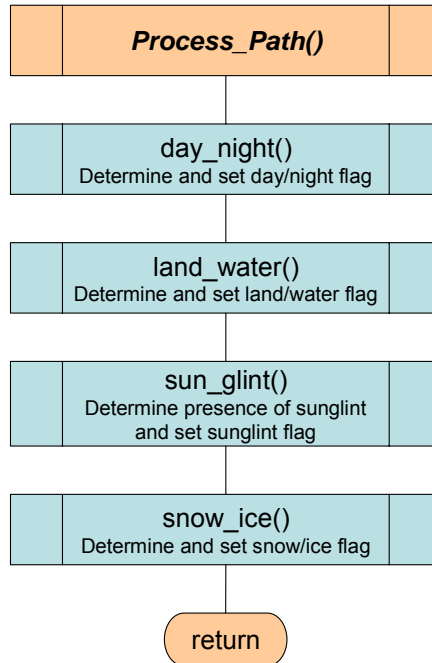 Process_Path()
day_night()
Determine and set day/night flag
land_water()
Determine and set land/water flag
sun_glint()
Determine presence of sunglint
and set sunglint flag
snow_ice()
Determine and set snow/ice flag
return